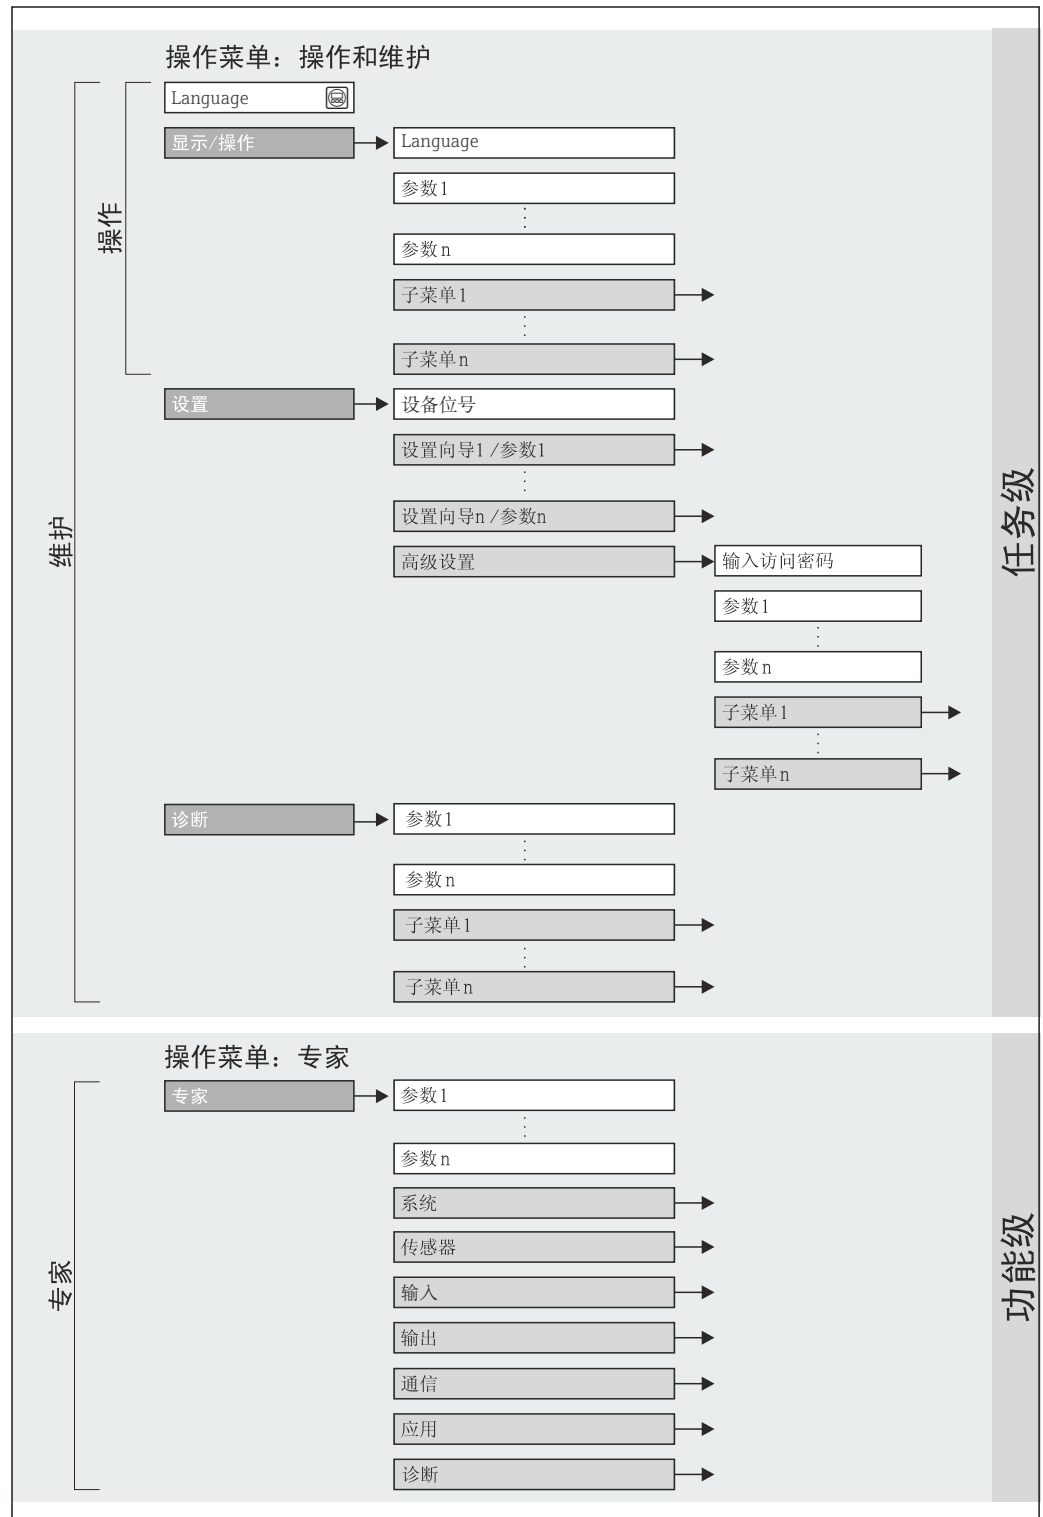 操作菜单：操作和维护
Language
显示/操作
Language
参数1
参数n
子菜单1
子菜单n
操作
设置
设备位号
设置向导1 /参数1
设置向导n /参数n
高级设置
输入访问密码
参数1
参数n
子菜单1
子菜单n
维护
任务级
诊断
参数1
参数n
子菜单1
子菜单n
操作菜单：专家
专家
参数1
参数n
系统
传感器
输入
输出
通信
应用
诊断
专家
功能级